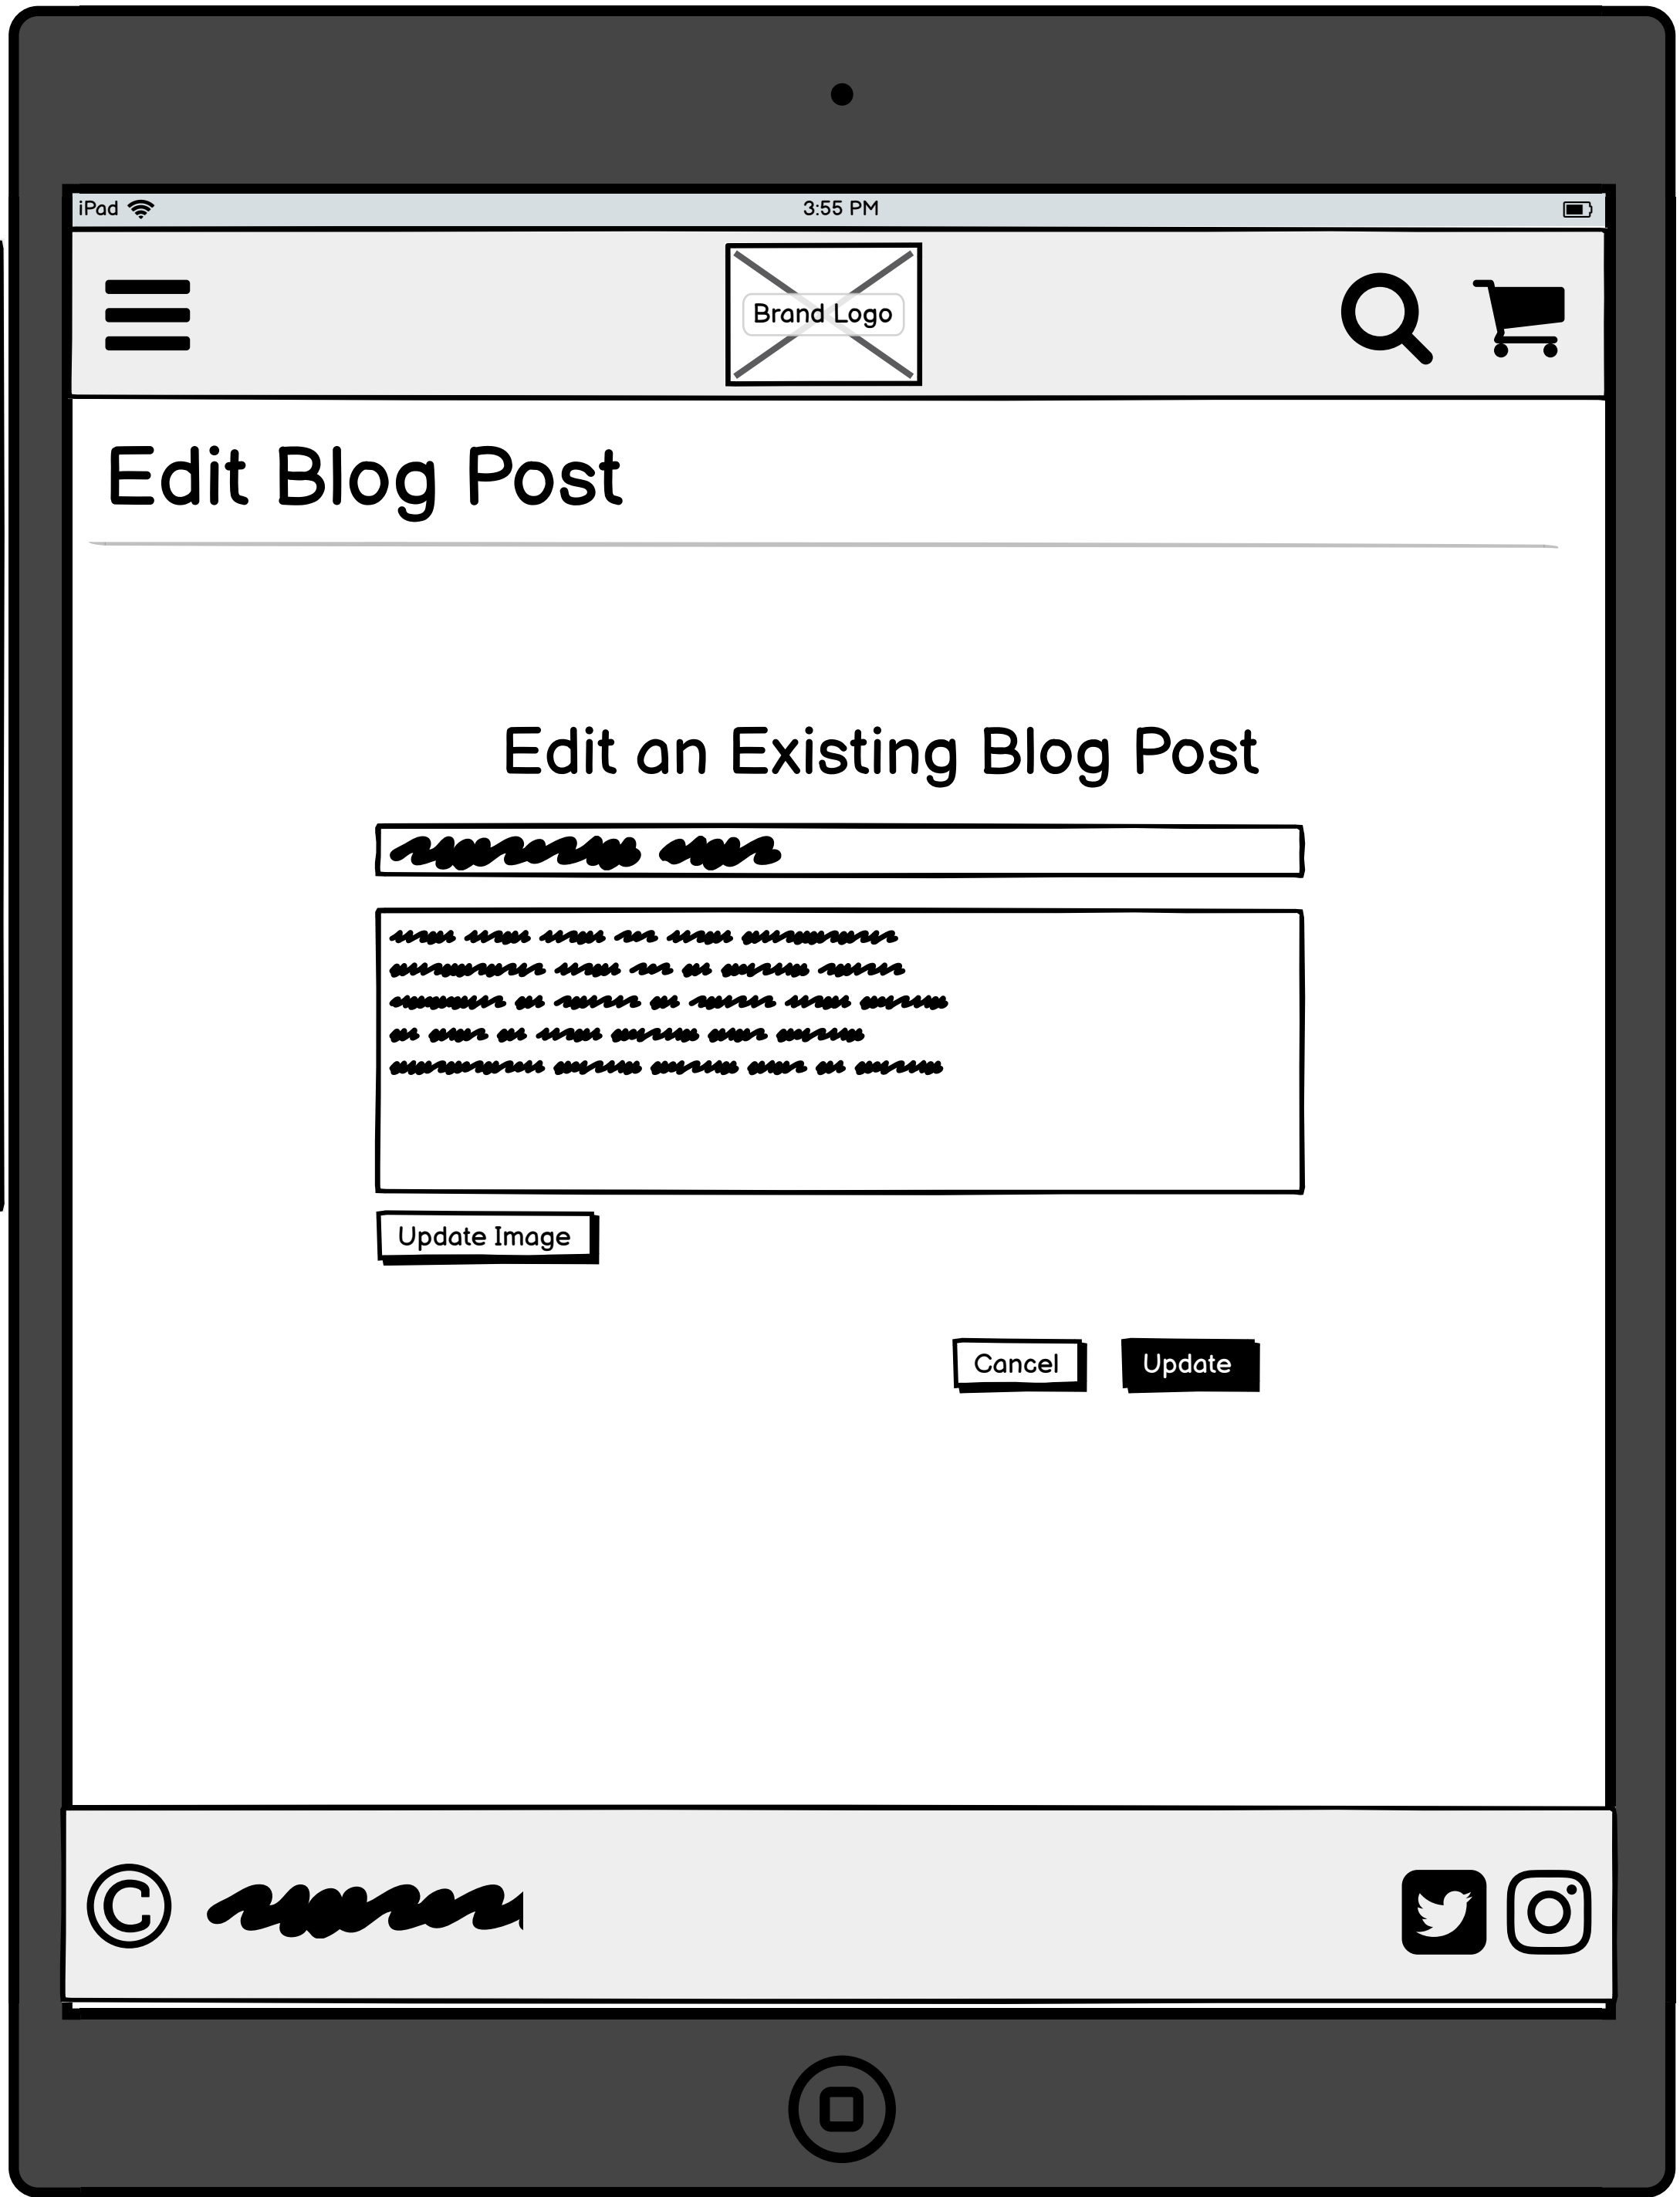 iPad 3:55 PM
Brand Logo
Edit Blog Post
Edit an Existing Blog Post
Update Image
Cancel Update
©